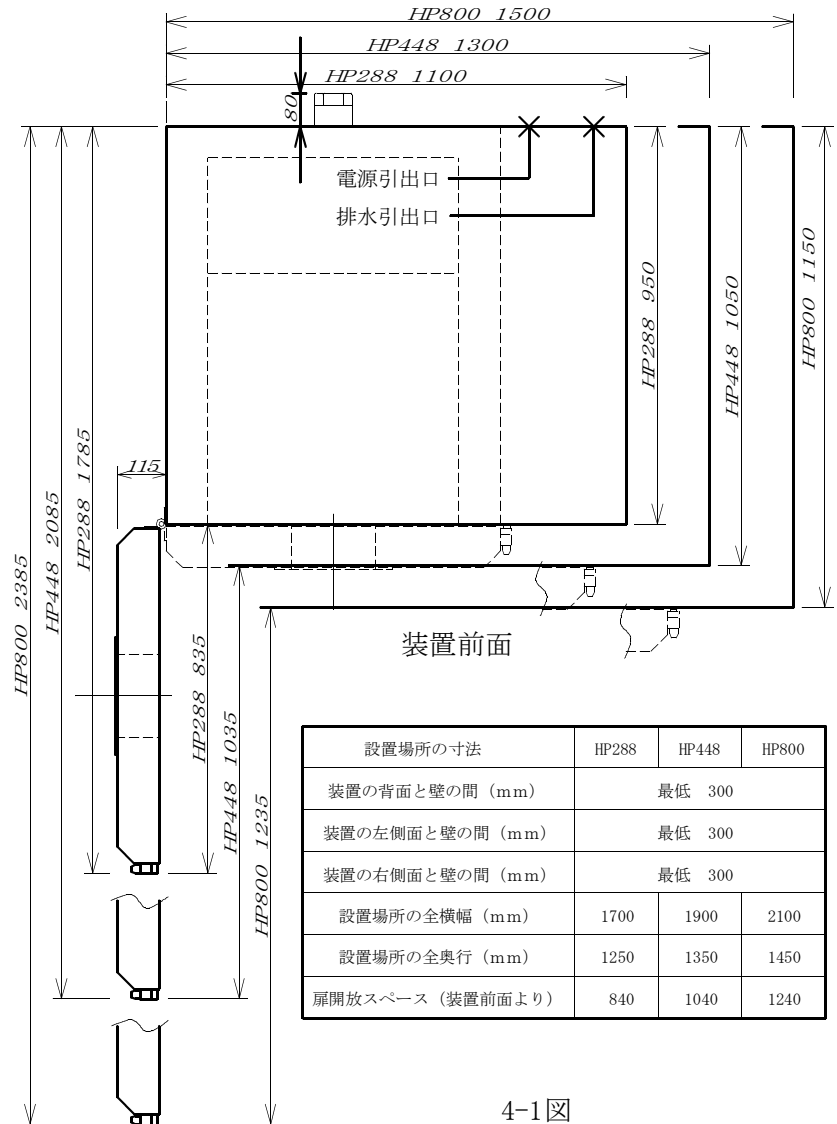 HP800 1500
HP448 1300
HP288 1100
80
電源引出口
排水引出口
HP288 950
HP448 1050
HP800 1150
115
HP288 1785
HP448 2085
HP800 2385
HP288 835
HP448 1035
HP800 1235
装置前面
設置場所の寸法 HP288 HP448 HP800
装置の背面と壁の間（mm） 最低 300
装置の左側面と壁の間（mm） 最低 300
装置の右側面と壁の間（mm） 最低 300
設置場所の全横幅（mm） 1700 1900 2100
設置場所の全奥行（mm） 1250 1350 1450
扉開放スペース（装置前面より） 840 1040 1240
4-1図